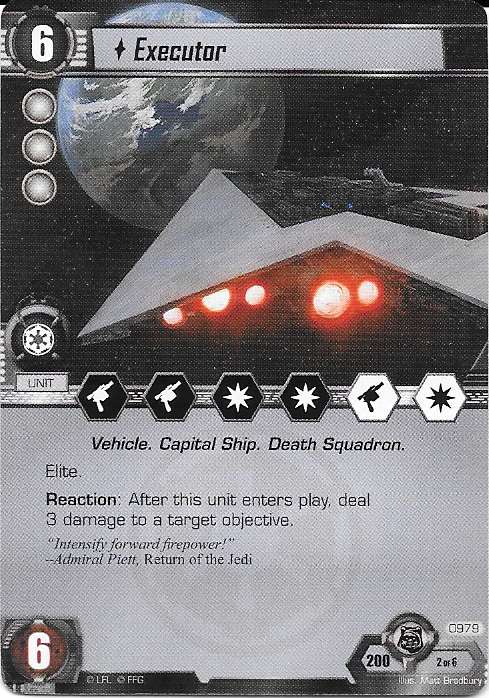 6
Executor
UNIT
Vehicle. Capital Ship. Death Squadron.
Elite.
Reaction: After this unit enters play, deal
3 damage to a target objective.
“Intensify forward firepower!”
--Admiral Piett, Return of the Jedi
0979
6
200
2 OF 6
© LFL © FFG
Illus. Matt Bradbury